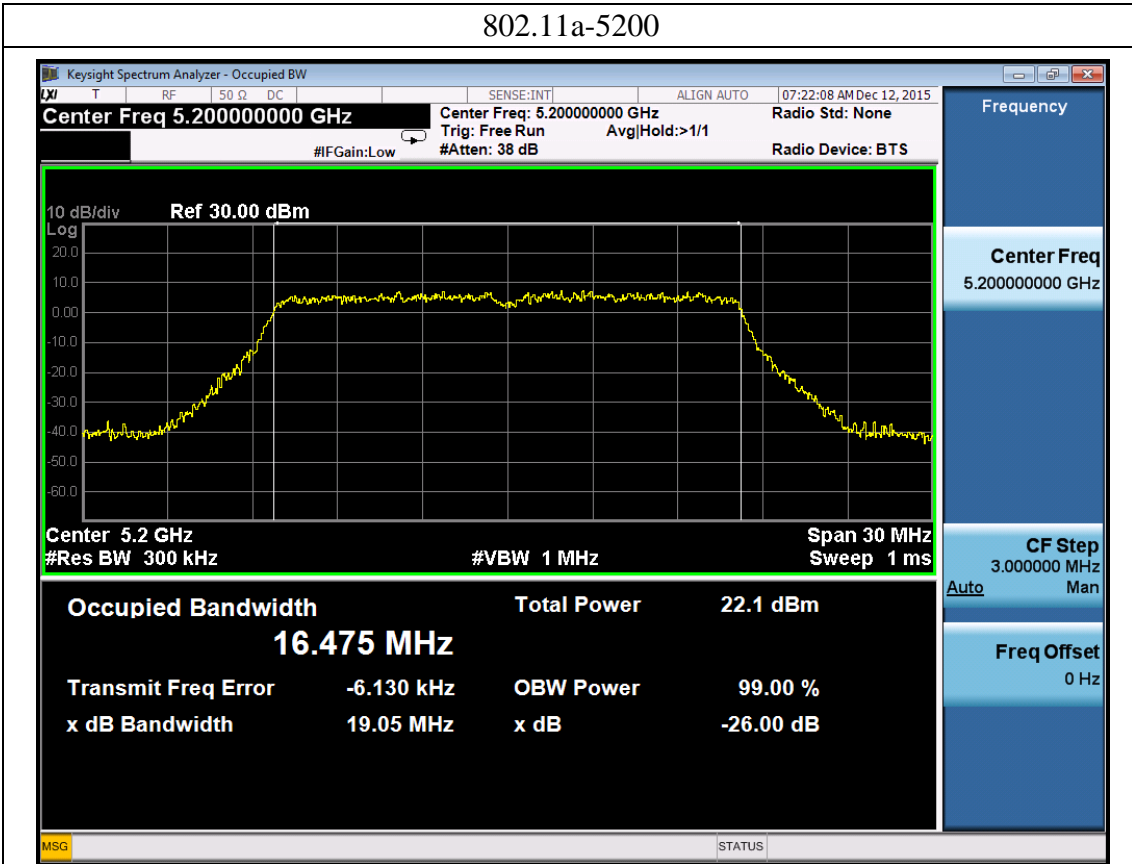 802.11a-5200
Keysight Spectrum Analyzer - Occupied BW
LXI T RF 50 Ω DC SENSE:INT ALIGN AUTO 07:22:08 AM Dec 12, 2015
Center Freq 5.200000000 GHz
Center Freq: 5.200000000 GHz Radio Std: None
Trig: Free Run Avg|Hold:>1/1
#IFGain:Low #Atten: 38 dB Radio Device: BTS
10 dB/div Ref 30.00 dBm
Log
20.0
10.0
0.00
-10.0
-20.0
-30.0
-40.0
-50.0
-60.0
Center 5.2 GHz Span 30 MHz
#Res BW 300 kHz #VBW 1 MHz Sweep 1 ms
Occupied Bandwidth Total Power 22.1 dBm
16.475 MHz
Transmit Freq Error -6.130 kHz OBW Power 99.00 %
x dB Bandwidth 19.05 MHz x dB -26.00 dB
Frequency
Center Freq
5.200000000 GHz
CF Step
3.000000 MHz
Auto Man
Freq Offset
0 Hz
MSG STATUS